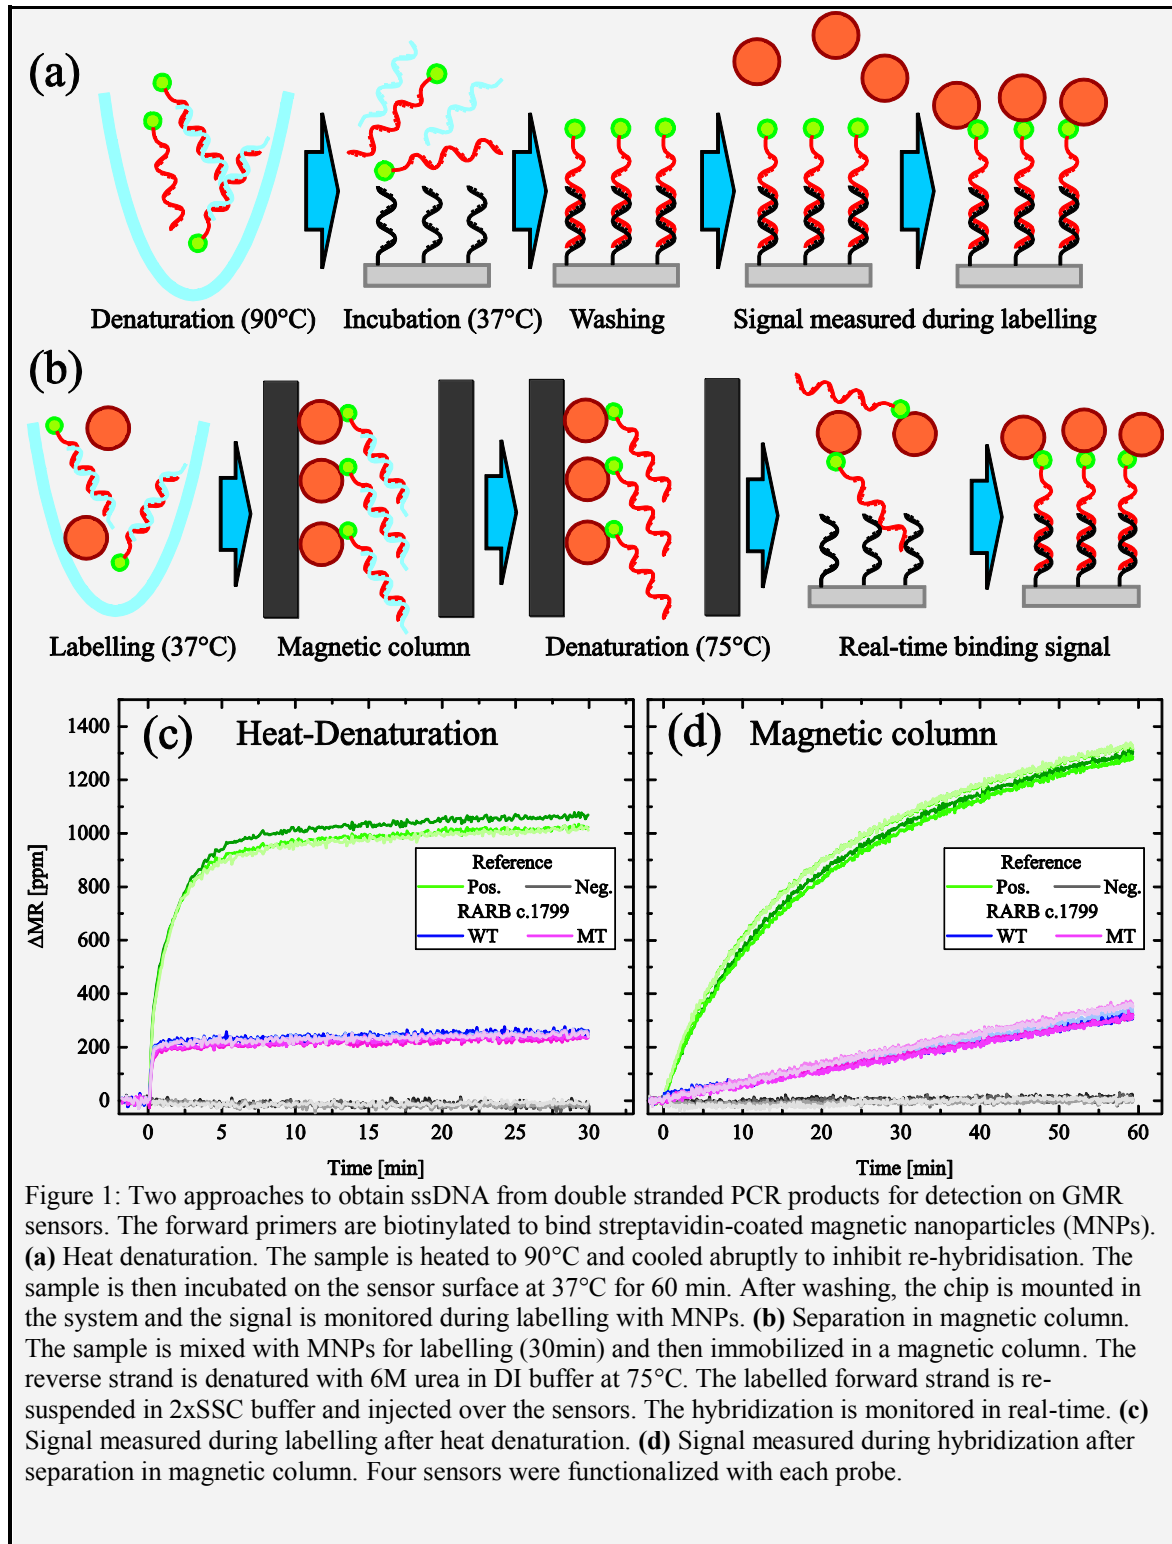 (a)
Denaturation (90°C) Incubation (37°C) Washing Signal measured during labelling
(b)
Labelling (37°C) Magnetic column Denaturation (75°C) Real-time binding signal
(c) Heat-Denaturation
ΔMR [ppm]
1400
1200
1000
800
600
400
200
0
Reference
Pos. Neg.
RARB c.1799
WT MT
0 5 10 15 20 25 30
Time [min]
(d) Magnetic column
Reference
Pos. Neg.
RARB c.1799
WT MT
0 10 20 30 40 50 60
Time [min]
Figure 1: Two approaches to obtain ssDNA from double stranded PCR products for detection on GMR
sensors. The forward primers are biotinylated to bind streptavidin-coated magnetic nanoparticles (MNPs).
(a) Heat denaturation. The sample is heated to 90°C and cooled abruptly to inhibit re-hybridisation. The
sample is then incubated on the sensor surface at 37°C for 60 min. After washing, the chip is mounted in
the system and the signal is monitored during labelling with MNPs. (b) Separation in magnetic column.
The sample is mixed with MNPs for labelling (30min) and then immobilized in a magnetic column. The
reverse strand is denatured with 6M urea in DI buffer at 75°C. The labelled forward strand is re-
suspended in 2xSSC buffer and injected over the sensors. The hybridization is monitored in real-time. (c)
Signal measured during labelling after heat denaturation. (d) Signal measured during hybridization after
separation in magnetic column. Four sensors were functionalized with each probe.